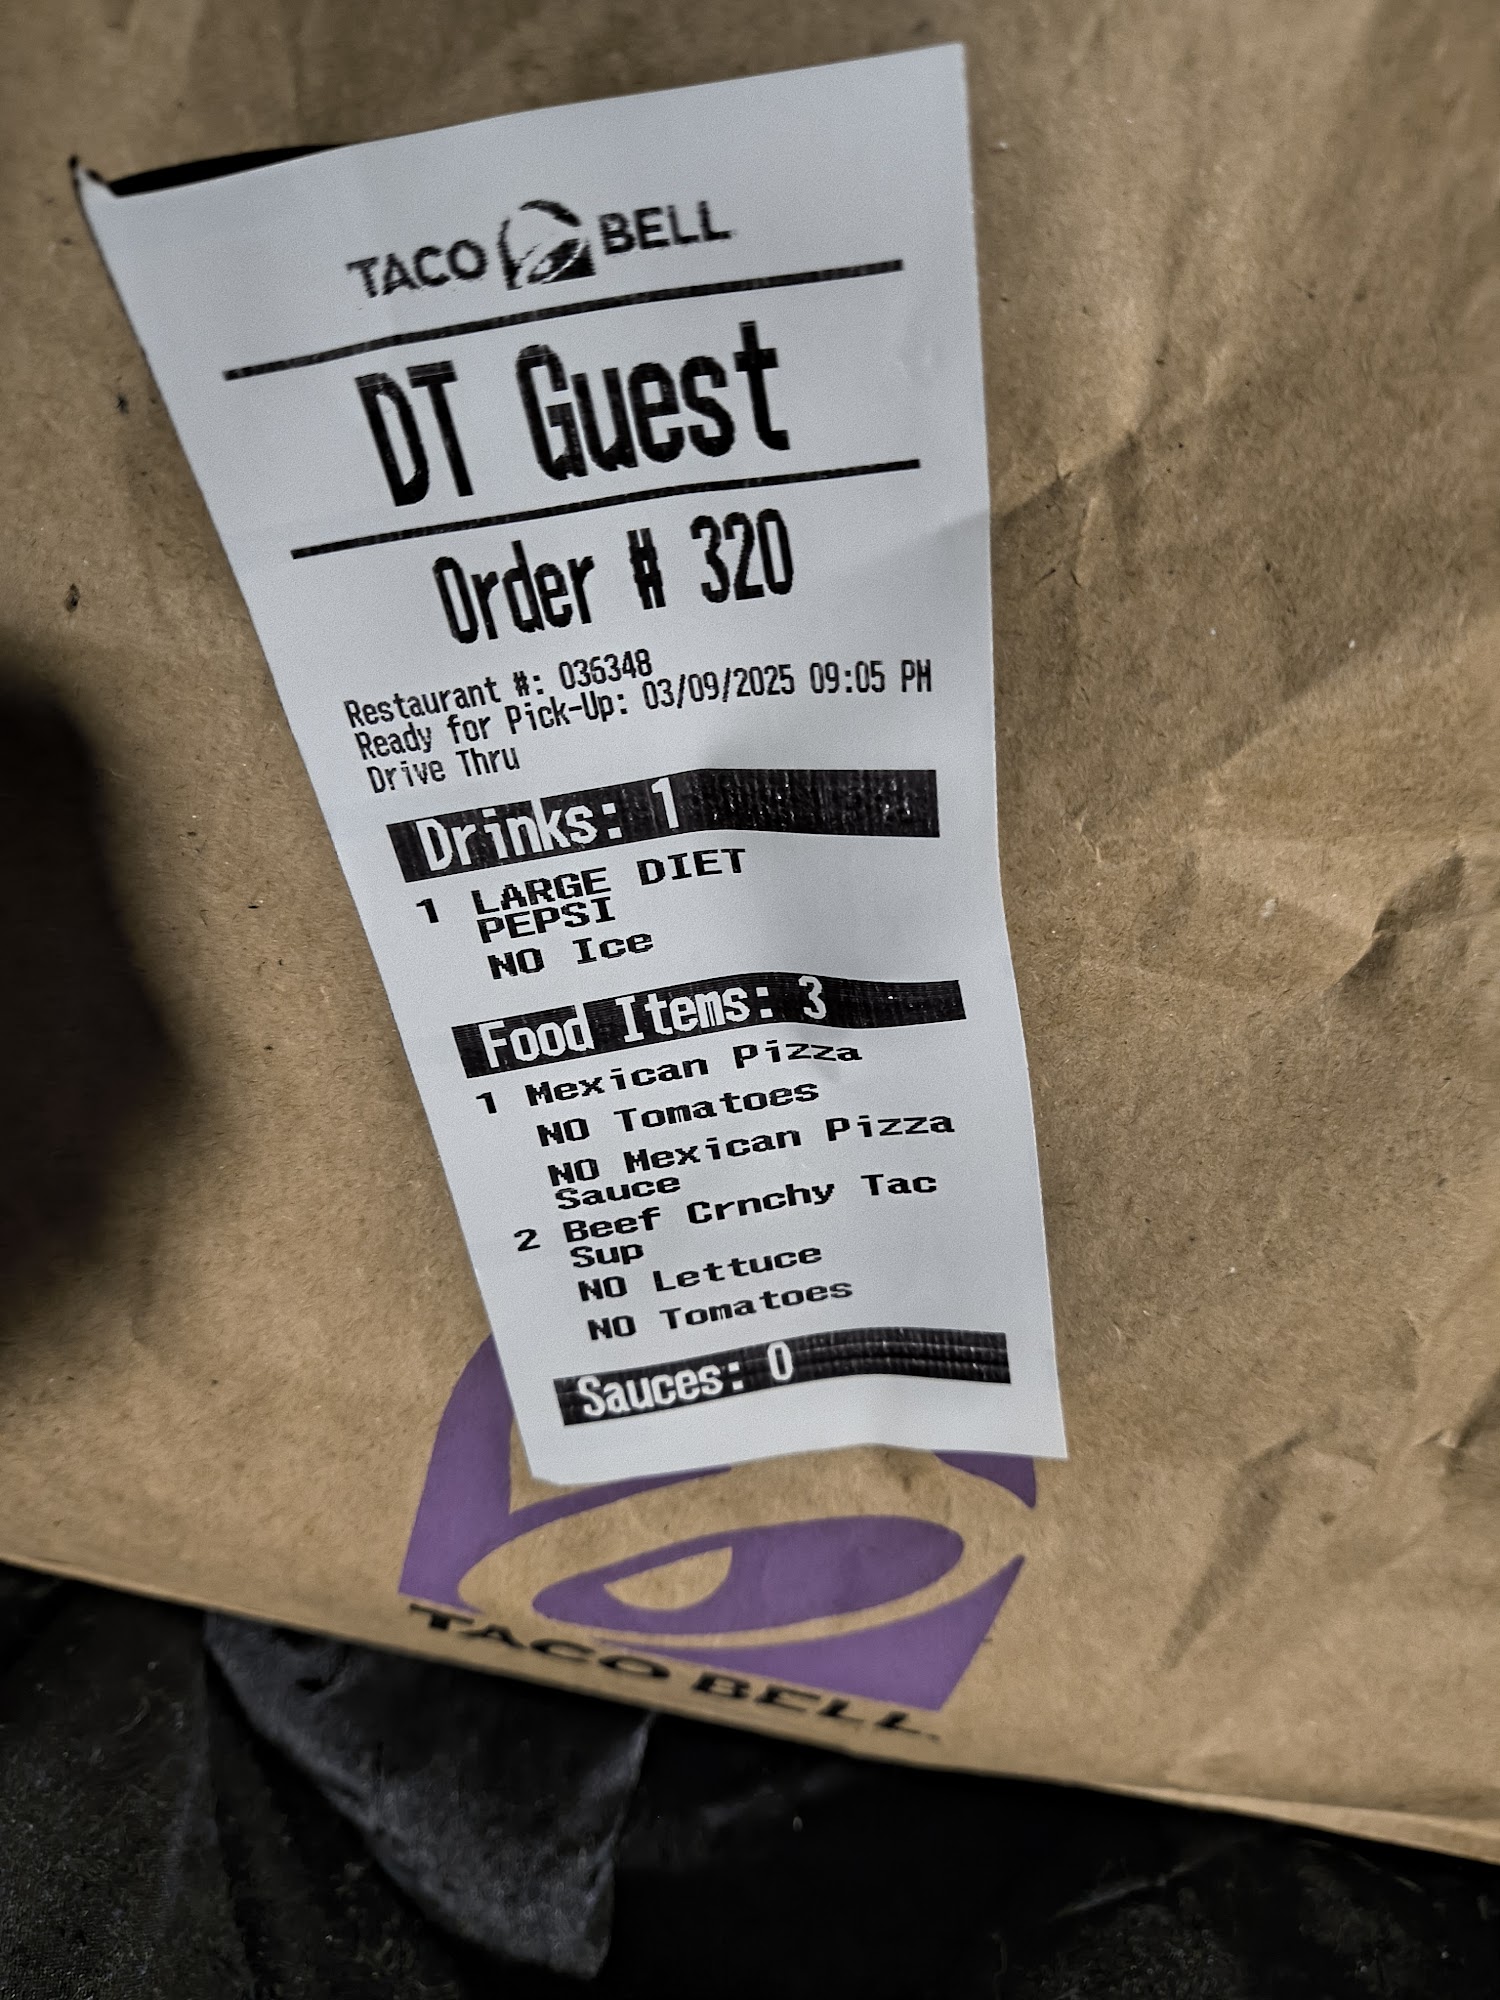 TACO BELL
DT Guest
Order # 320
Restaurant #: 036348
Ready for Pick-Up: 03/09/2025 09:05 PM
Drive Thru
Drinks: 1
1 LARGE DIET
PEPSI
NO Ice
Food Items: 3
1 Mexican Pizza
NO Tomatoes
NO Mexican Pizza
Sauce
2 Beef Crnchy Tac
Sup
NO Lettuce
NO Tomatoes
Sauces: 0
TACO BELL